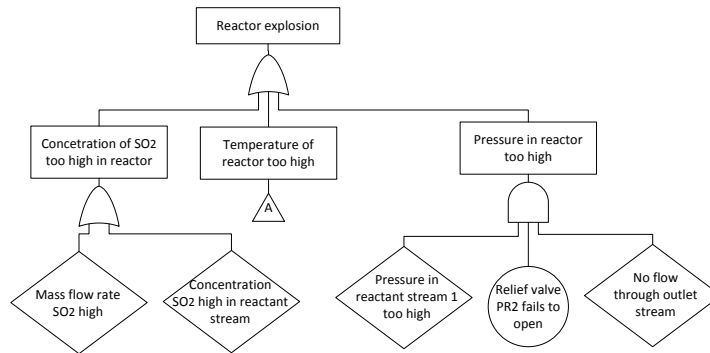 Reactor explosion
Concetration of SO2
too high in reactor
Temperature of
reactor too high
Pressure in reactor
too high
A
Mass flow rate
SO2 high
Concentration
SO2 high in reactant
stream
Pressure in
reactant stream 1
too high
Relief valve
PR2 fails to
open
No flow
through outlet
stream